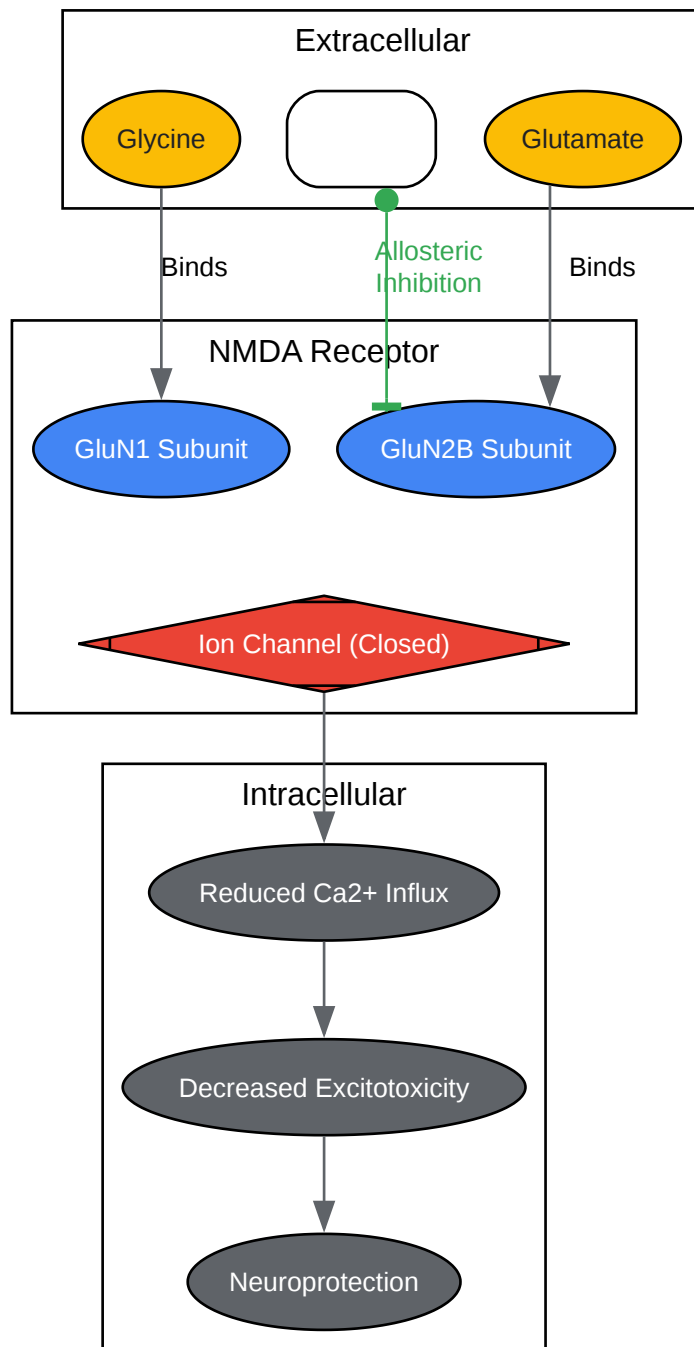 Extracellular
Glycine
Glutamate
Binds
Allosteric
Inhibition
Binds
NMDA Receptor
GluN1 Subunit
GluN2B Subunit
Ion Channel (Closed)
Intracellular
Reduced Ca2+ Influx
Decreased Excitotoxicity
Neuroprotection